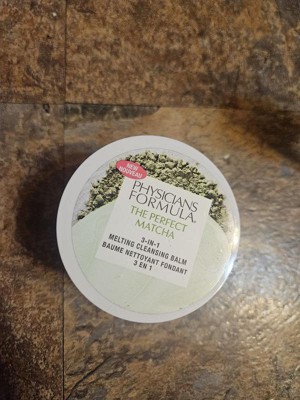 NEW
NOUVEAU
PHYSICIANS
FORMULA®
THE PERFECT
MATCHA
3-IN-1
MELTING CLEANSING BALM
BAUME NETTOYANT FONDANT
3 EN 1